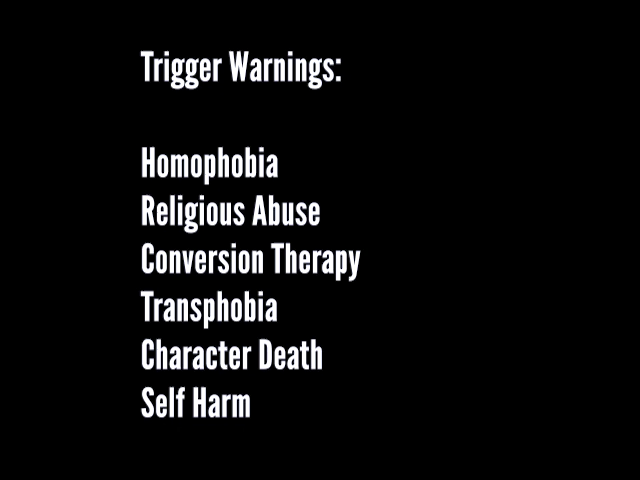 Trigger Warnings:
Homophobia
Religious Abuse
Conversion Therapy
Transphobia
Character Death
Self Harm